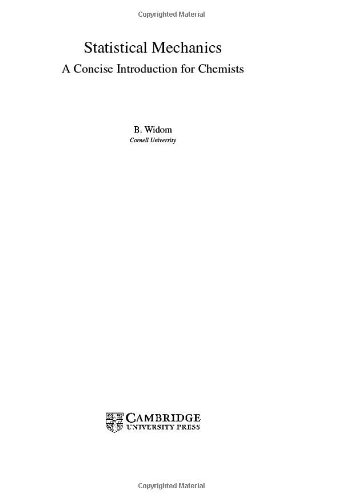 Copyrighted Material
Statistical Mechanics
A Concise Introduction for Chemists
B. Widom
Cornell University
CAMBRIDGE
UNIVERSITY PRESS
Copyrighted Material